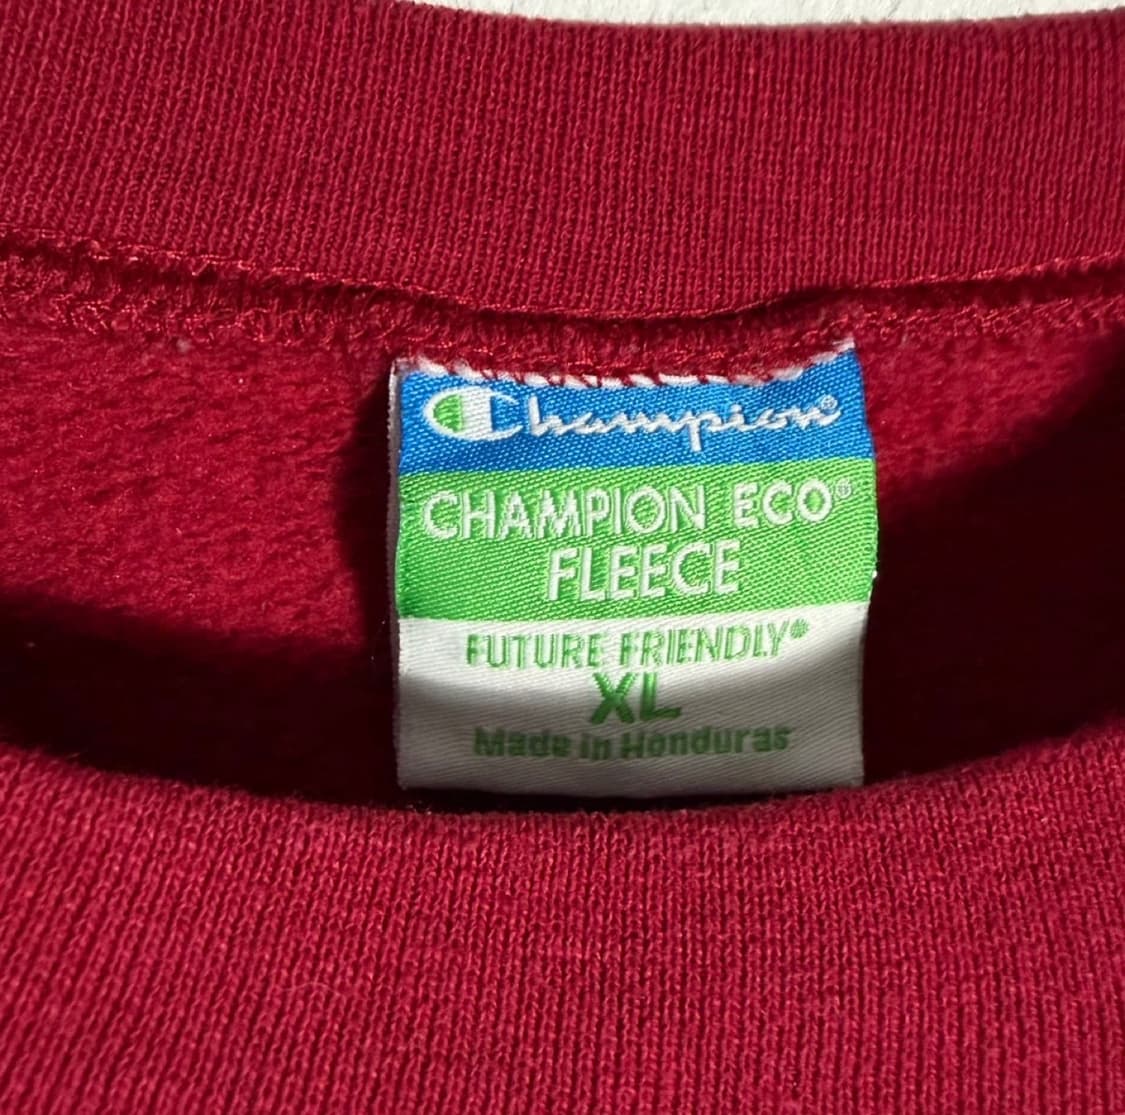 Champion®
CHAMPION ECO®
FLEECE
FUTURE FRIENDLY®
XL
Made in Honduras